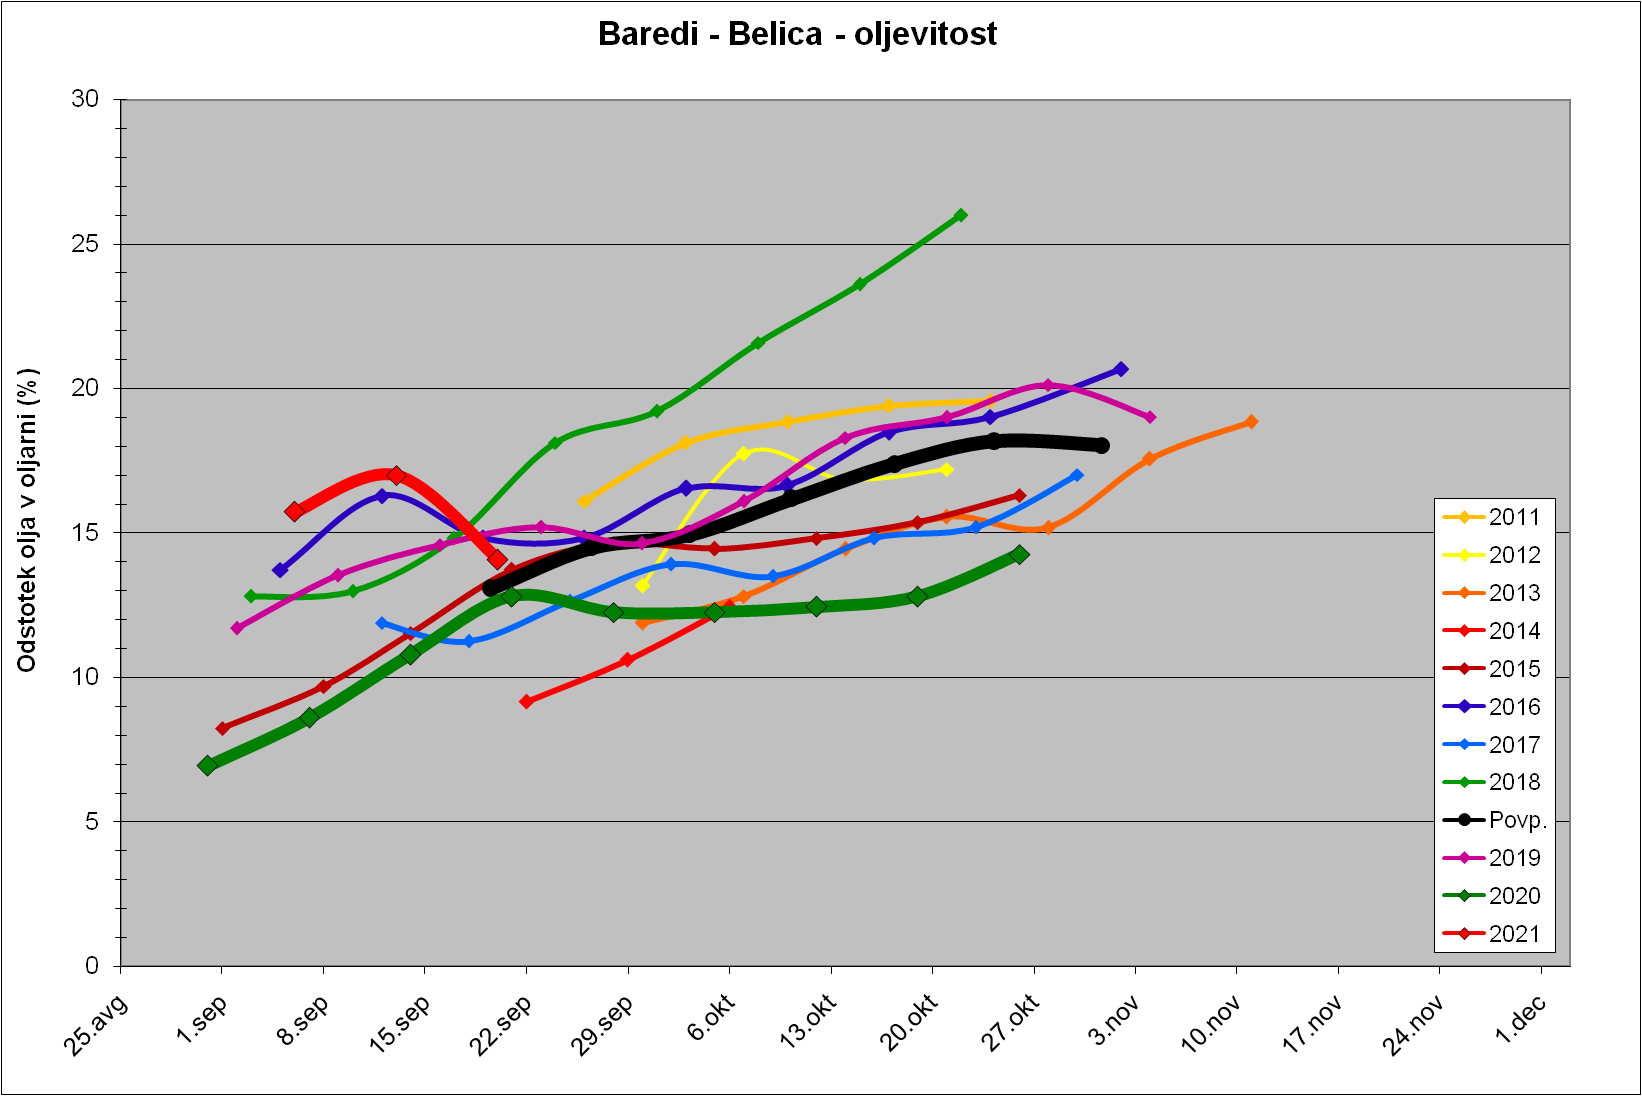 Baredi - Belica - oljevitost
Odstotek olja v oljarni (%)
30
25
20
15
10
5
0
25.avg
1.sep
8.sep
15.sep
22.sep
29.sep
6.okt
13.okt
20.okt
27.okt
3.nov
10.nov
17.nov
24.nov
1.dec
2011
2012
2013
2014
2015
2016
2017
2018
Povp.
2019
2020
2021